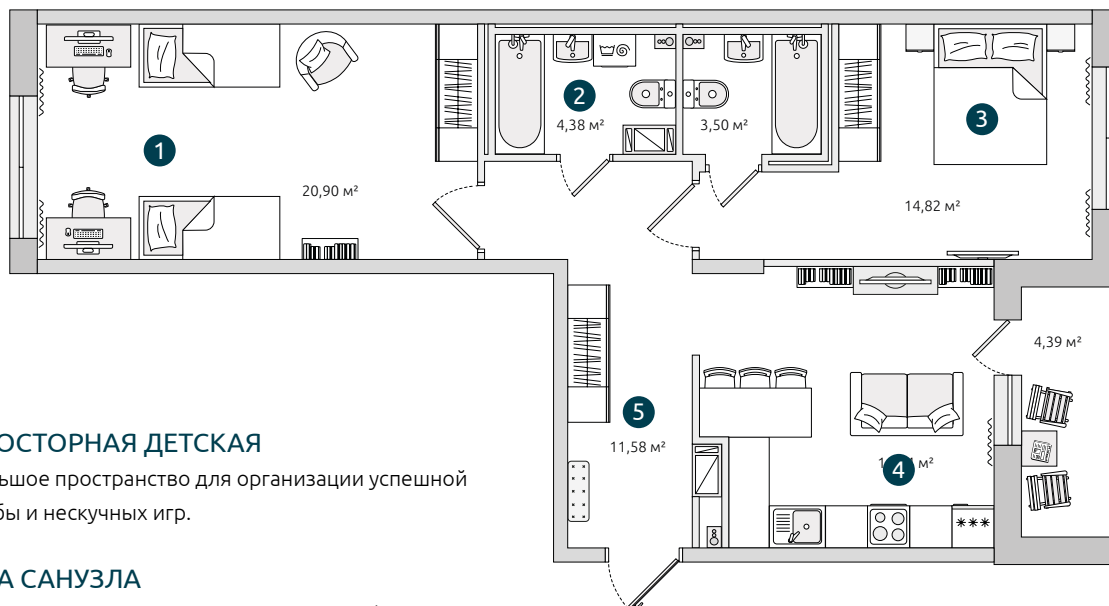 2
4,38 м²
3,50 м²
3
1
20,90 м²
14,82 м²
4,39 м²
5
11,58 м²
4
м²
***
ОСТОРНАЯ ДЕТСКАЯ
ьшое пространство для организации успешной
бы и нескучных игр.
А САНУЗЛА